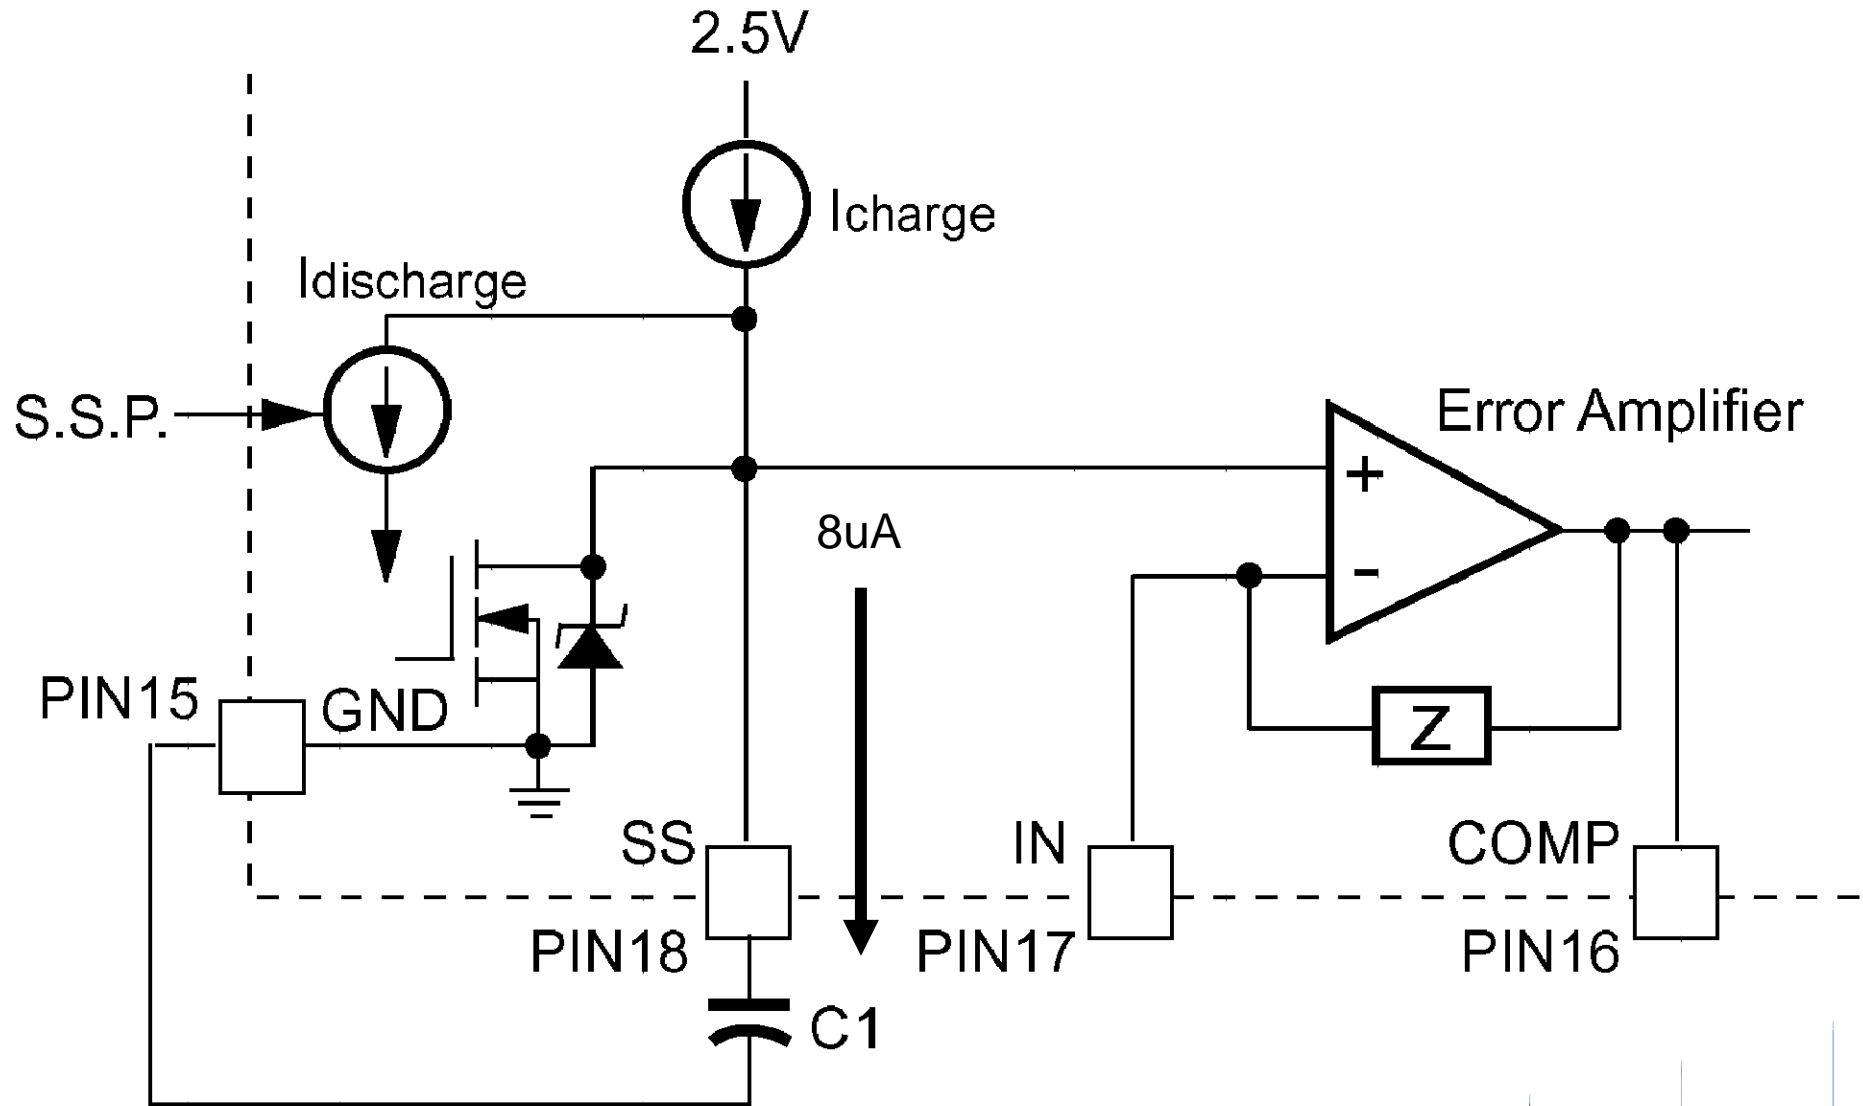 2.5V
Icharge
Idischarge
S.S.P.
Error Amplifier
+
8uA
-
PIN15
GND
Z
SS
IN
COMP
PIN18
PIN17
PIN16
C1